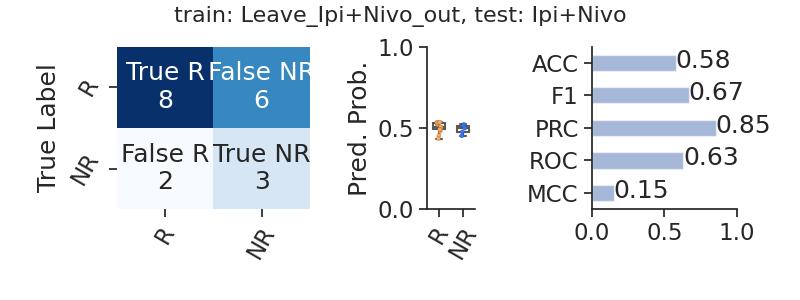 train: Leave_Ipi+Nivo_out, test: Ipi+Nivo
True Label
R
NR
True R
8
False NR
6
False R
2
True NR
3
R
NR
Pred. Prob.
1.0
0.5
0.0
R
NR
ACC
F1
PRC
ROC
MCC
0.58
0.67
0.85
0.63
0.15
0.0
0.5
1.0